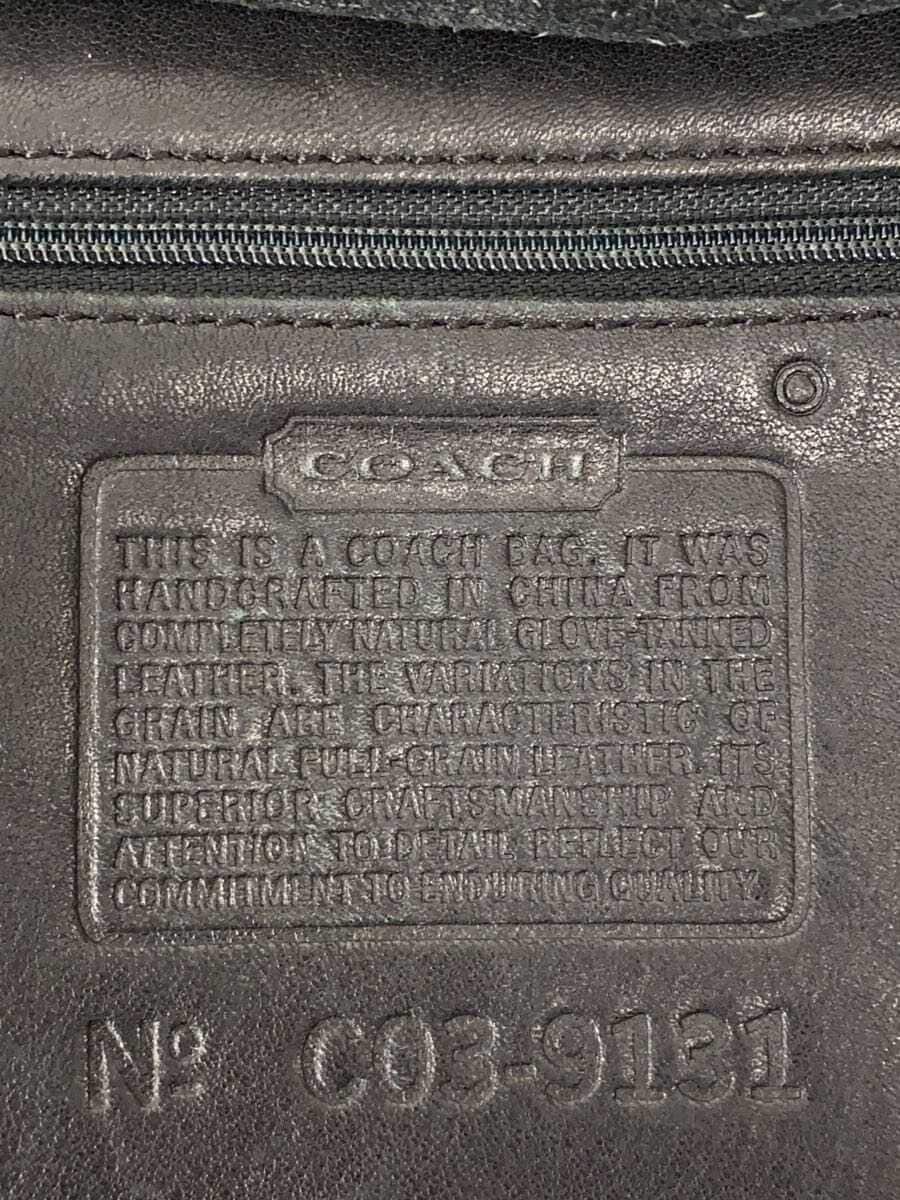 COACH
THIS IS A COACH BAG. IT WAS
HANDCRAFTED IN CHINA FROM
COMPLETELY NATURAL GLOVE-TANNED
LEATHER. THE VARIATIONS IN THE
GRAIN ARE CHARACTERISTIC OF
NATURAL FULL-GRAIN LEATHER. ITS
SUPERIOR CRAFTSMANSHIP AND
ATTENTION TO DETAIL REFLECT OUR
COMMITMENT TO ENDURING QUALITY.
Nº C03-9131